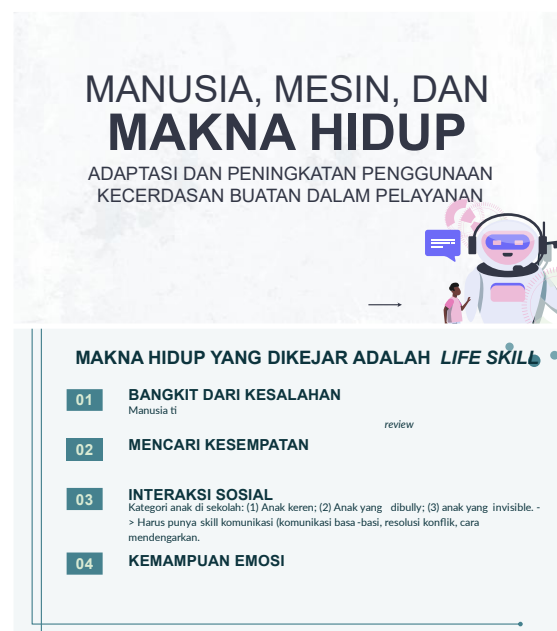 MANUSIA, MESIN, DAN
MAKNA HIDUP
ADAPTASI DAN PENINGKATAN PENGGUNAAN
KECERDASAN BUATAN DALAM PELAYANAN
MAKNA HIDUP YANG DIKEJAR ADALAH LIFE SKILL
01 BANGKIT DARI KESALAHAN
Manusia ti
review
02 MENCARI KESEMPATAN
03 INTERAKSI SOSIAL
Kategori anak di sekolah: (1) Anak keren; (2) Anak yang dibully; (3) anak yang invisible. -
> Harus punya skill komunikasi (komunikasi basa -basi, resolusi konflik, cara
mendengarkan.
04 KEMAMPUAN EMOSI